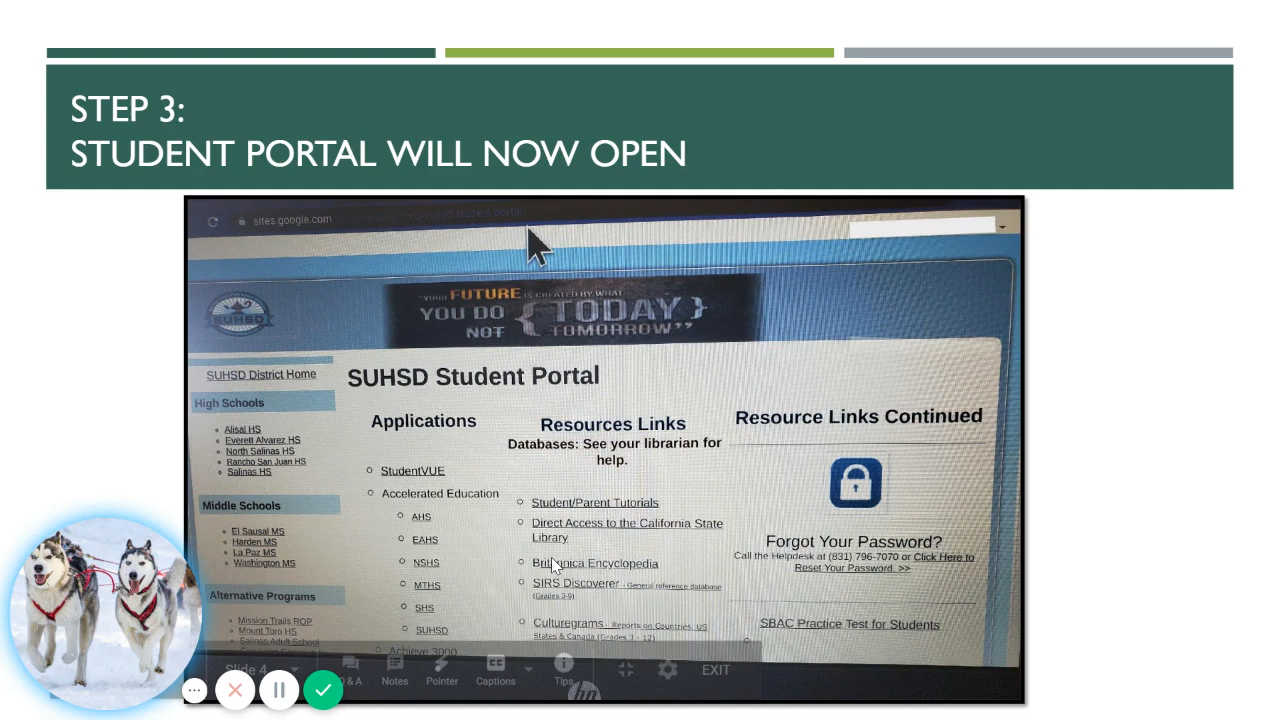 STEP 3:
STUDENT PORTAL WILL NOW OPEN
sites.google.com
"YOUR FUTURE IS CREATED BY WHAT
YOU DO { TODAY }
NOT TOMORROW"
SUHSD
SUHSD District Home
High Schools
Alisal HS
Everett Alvarez HS
North Salinas HS
Rancho San Juan HS
Salinas HS
Middle Schools
El Sausal MS
Harden MS
La Paz MS
Washington MS
Alternative Programs
Mission Trails ROP
Mount Toro HS
Salinas Adult School
SUHSD Student Portal
Applications
StudentVUE
Accelerated Education
AHS
EAHS
NSHS
MTHS
SHS
SUHSD
Achieve 3000
Resources Links
Databases: See your librarian for
help.
Student/Parent Tutorials
Direct Access to the California State
Library
Britannica Encyclopedia
SIRS Discoverer - General reference database
(Grades 3-9)
Culturegrams - Reports on Countries, US
States & Canada (Grades 3 - 12)
Resource Links Continued
Forgot Your Password?
Call the Helpdesk at (831) 796-7070 or Click Here to
Reset Your Password. >>
SBAC Practice Test for Students
Slide 4
Q & A
Notes
Pointer
Captions
Tips
EXIT
hp